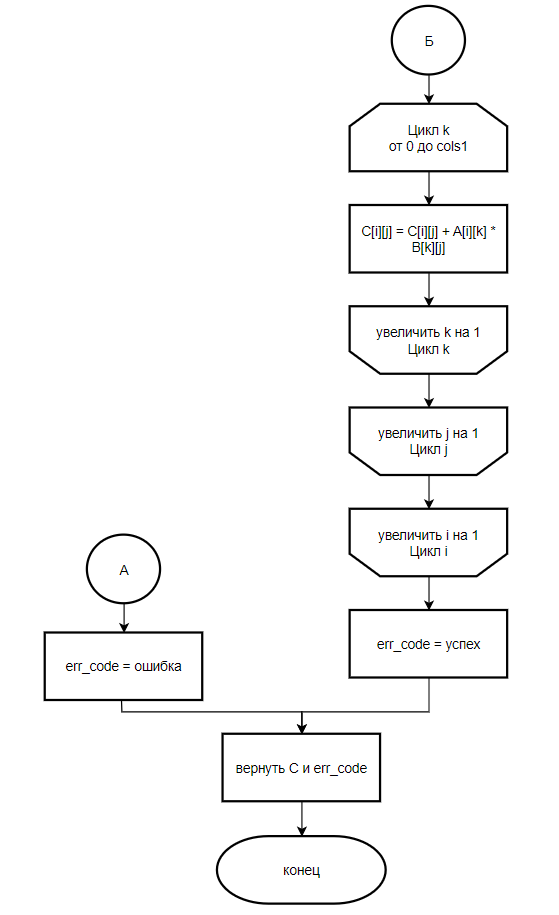 Б
Цикл k
от 0 до cols1
C[i][j] = C[i][j] + A[i][k] *
B[k][j]
увеличить k на 1
Цикл k
увеличить j на 1
Цикл j
увеличить i на 1
Цикл i
err_code = успех
А
err_code = ошибка
вернуть C и err_code
конец